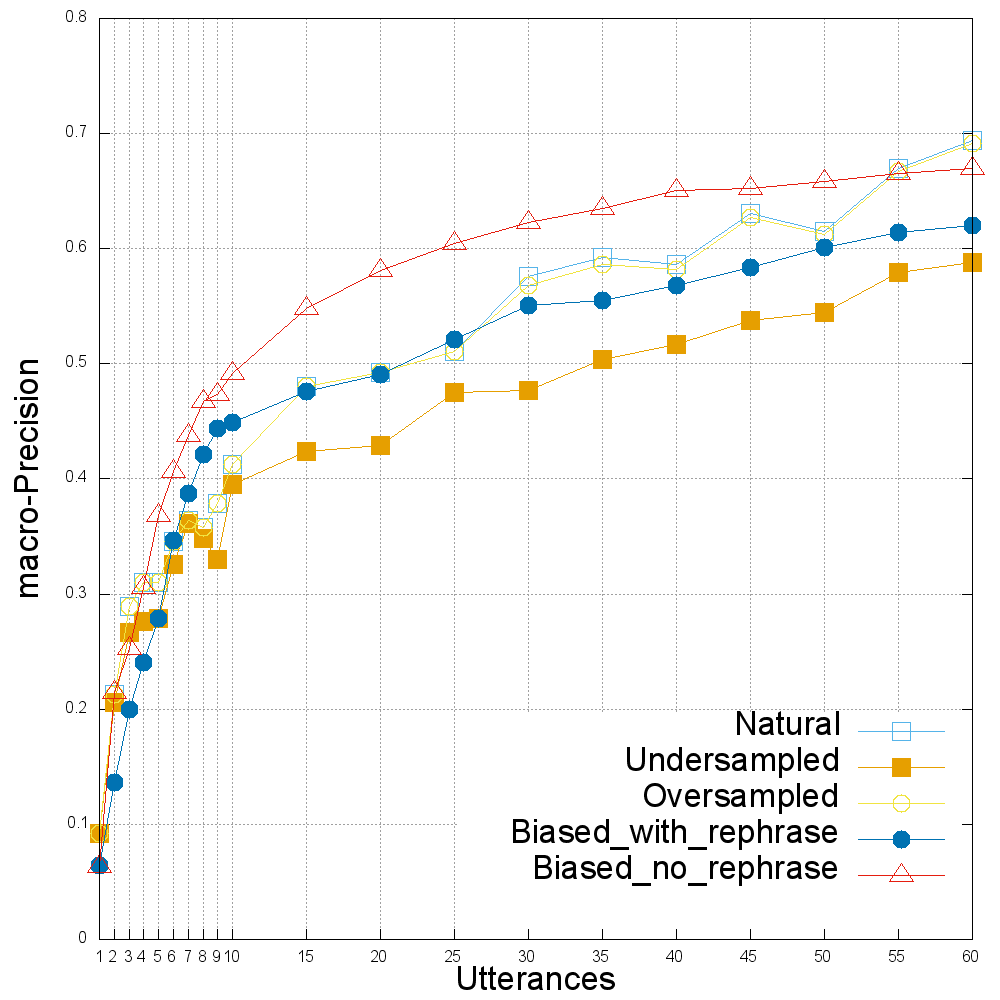 0.8
0.7
0.6
0.5
0.4
0.3
0.2
0.1
0
macro-Precision
Natural
Undersampled
Oversampled
Biased_with_rephrase
Biased_no_rephrase
1 2 3 4 5 6 7 8 9 10 15 20 25 30 35 40 45 50 55 60
Utterances